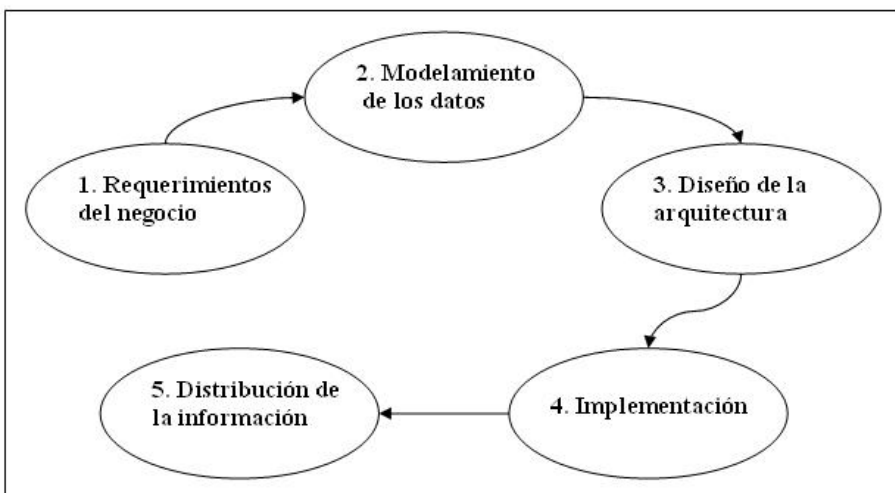 1. Requerimientos
del negocio
2. Modelamiento
de los datos
3. Diseño de la
arquitectura
4. Implementación
5. Distribución de
la información